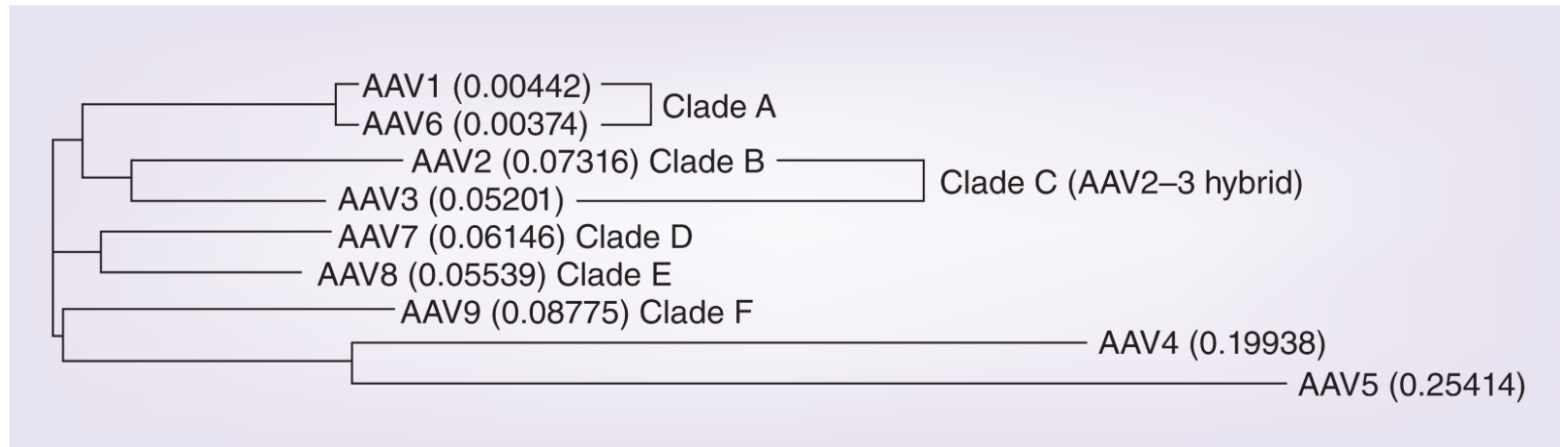 AAV1 (0.00442)
Clade A
AAV6 (0.00374)
AAV2 (0.07316) Clade B
Clade C (AAV2–3 hybrid)
AAV3 (0.05201)
AAV7 (0.06146) Clade D
AAV8 (0.05539) Clade E
AAV9 (0.08775) Clade F
AAV4 (0.19938)
AAV5 (0.25414)